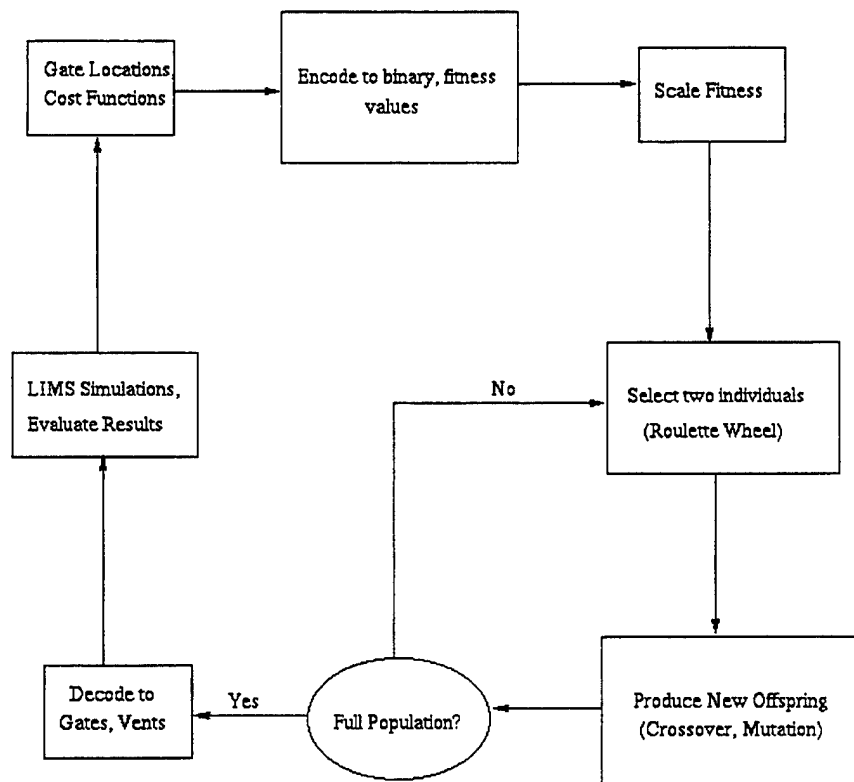 Gate Locations,
Cost Functions
Encode to binary, fitness
values
Scale Fitness
LIMS Simulations,
Evaluate Results
No
Select two individuals
(Roulette Wheel)
Decode to
Gates, Vents
Yes
Full Population?
Produce New Offspring
(Crossover, Mutation)